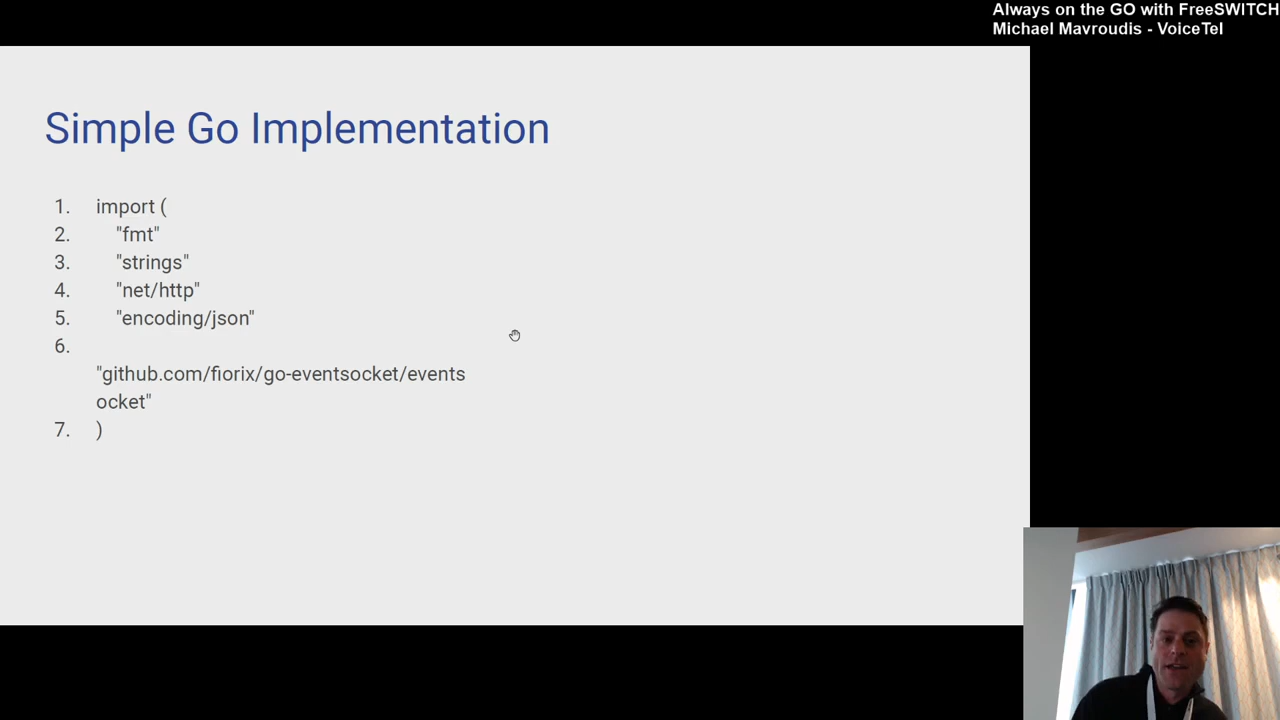 Always on the GO with FreeSWITCH
Michael Mavroudis - VoiceTel
Simple Go Implementation
1. import (
2. "fmt"
3. "strings"
4. "net/http"
5. "encoding/json"
6.
"github.com/fiorix/go-eventsocket/events
ocket"
7. )